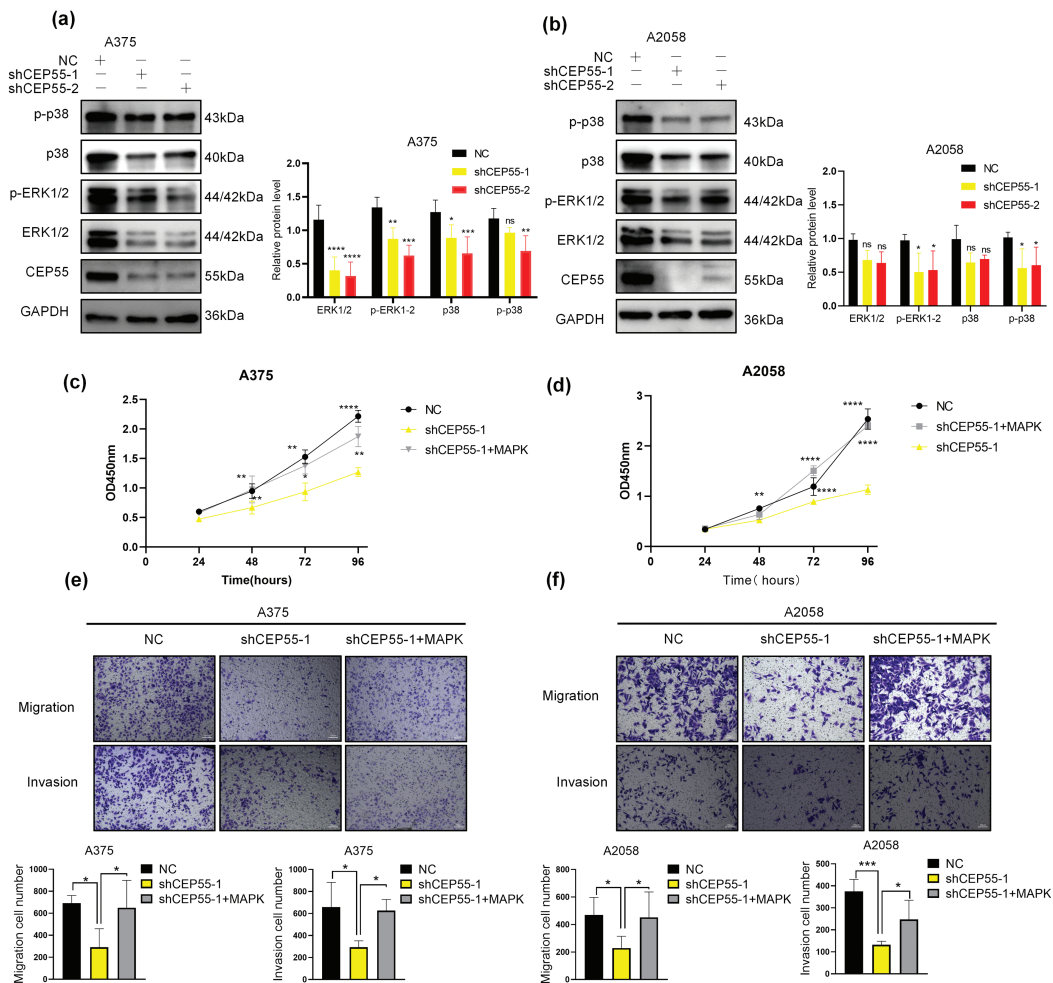 (a)
A375
NC + — —
shCEP55-1 — + —
shCEP55-2 — — +
p-p38 43kDa
p38 40kDa
p-ERK1/2 44/42kDa
ERK1/2 44/42kDa
CEP55 55kDa
GAPDH 36kDa
A375
NC
shCEP55-1
shCEP55-2
Relative protein level
2.0
1.5
1.0
0.5
0.0
**** ****
** ***
* ***
ns **
ERK1/2 p-ERK1-2 p38 p-p38
(b)
A2058
NC + — —
shCEP55-1 — + —
shCEP55-2 — — +
p-p38 43kDa
p38 40kDa
p-ERK1/2 44/42kDa
ERK1/2 44/42kDa
CEP55 55kDa
GAPDH 36kDa
A2058
NC
shCEP55-1
shCEP55-2
Relative protein level
2.0
1.5
1.0
0.5
0.0
ns ns
* *
ns ns
* *
ERK1/2 p-ERK1-2 p38 p-p38
(c)
A375
OD450nm
2.5
2.0
1.5
1.0
0.5
0.0
** ** ****
** * **
0 24 48 72 96
Time(hours)
NC
shCEP55-1
shCEP55-1+MAPK
(d)
A2058
OD450nm
3
2
1
0
** **** ****
**** ****
0 24 48 72 96
Time( hours)
NC
shCEP55-1+MAPK
shCEP55-1
(e)
A375
NC shCEP55-1 shCEP55-1+MAPK
Migration
Invasion
A375
Migration cell number
1000
800
600
400
200
0
* *
NC
shCEP55-1
shCEP55-1+MAPK
A375
Invasion cell number
1000
800
600
400
200
0
* *
NC
shCEP55-1
shCEP55-1+MAPK
(f)
A2058
NC shCEP55-1 shCEP55-1+MAPK
Migration
Invasion
A2058
Migration cell number
800
600
400
200
0
* *
NC
shCEP55-1
shCEP55-1+MAPK
A2058
Invasion cell number
500
400
300
200
100
0
*** *
NC
shCEP55-1
shCEP55-1+MAPK